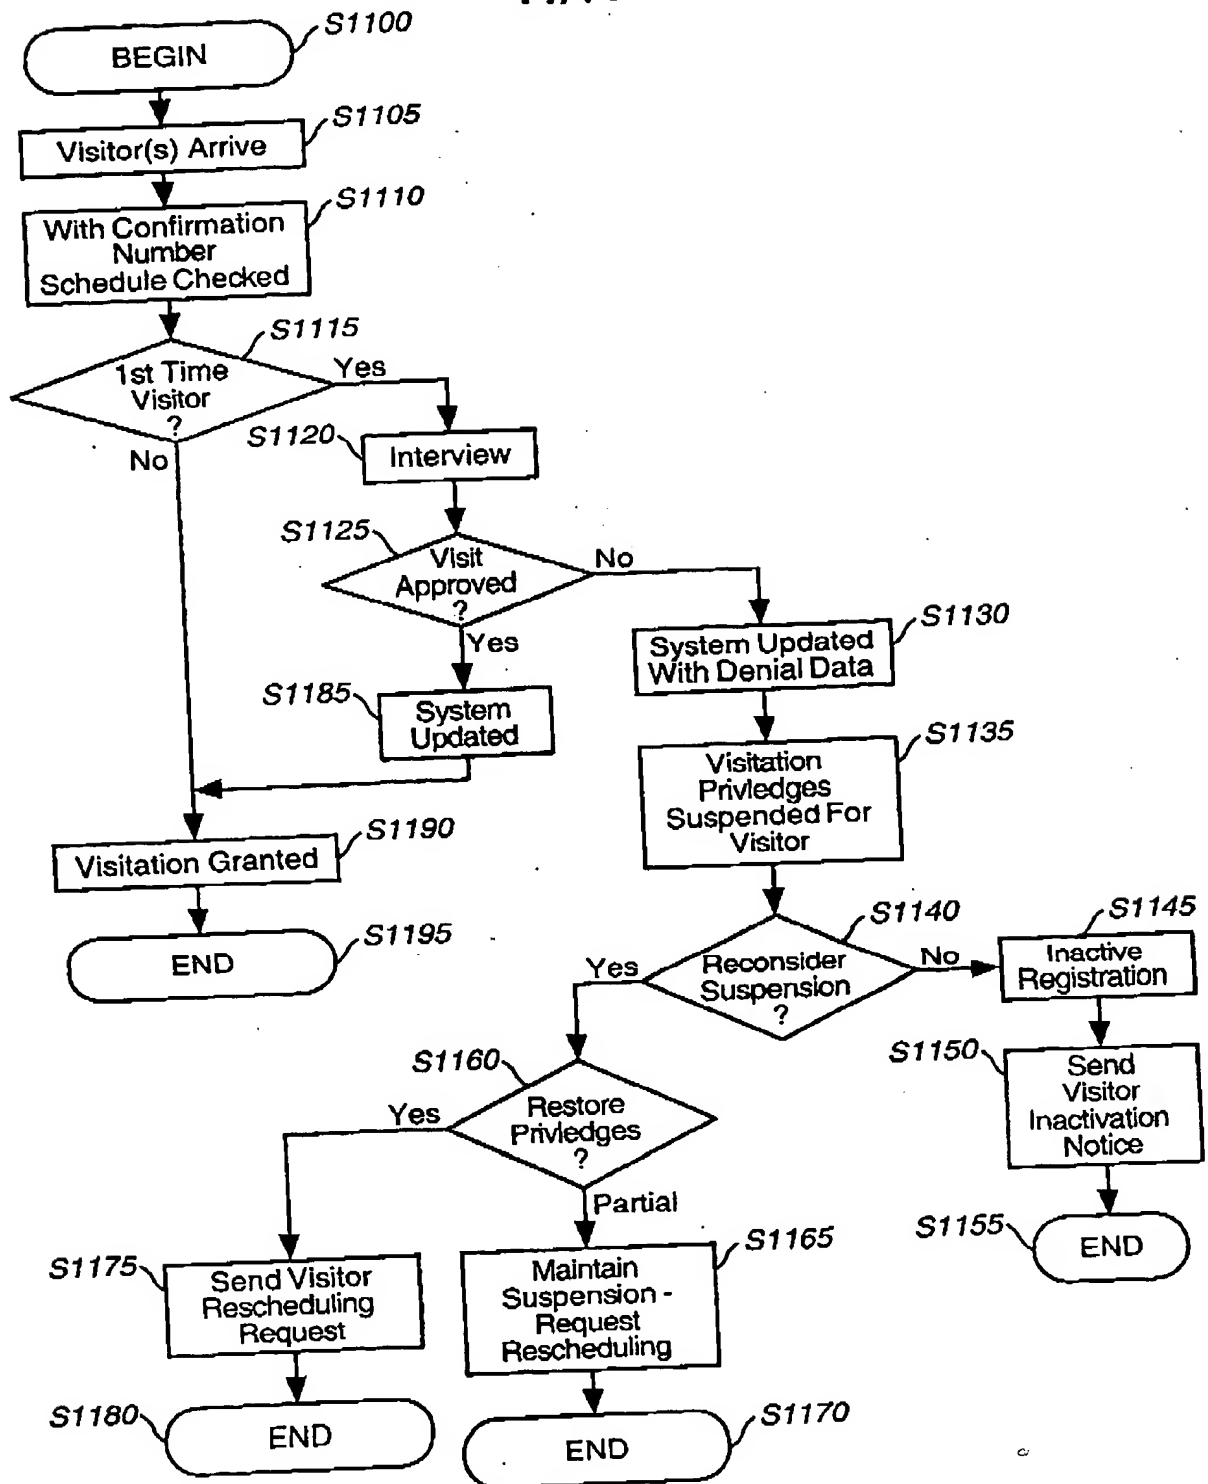 S1100
BEGIN
S1105
Visitor(s) Arrive
S1110
With Confirmation
Number
Schedule Checked
S1115
1st Time
Visitor
?
Yes
No
S1120
Interview
S1125
Visit
Approved
?
No
Yes
S1130
System Updated
With Denial Data
S1185
System
Updated
S1135
Visitation
Priviedges
Suspended For
Visitor
S1190
Visitation Granted
S1195
END
S1140
Reconsider
Suspension
?
Yes
No
S1145
Inactive
Registration
S1150
Send
Visitor
Inactivation
Notice
S1155
END
S1160
Restore
Priviedges
?
Yes
Partial
S1175
Send Visitor
Rescheduling
Request
S1165
Maintain
Suspension -
Request
Rescheduling
S1180
END
S1170
END